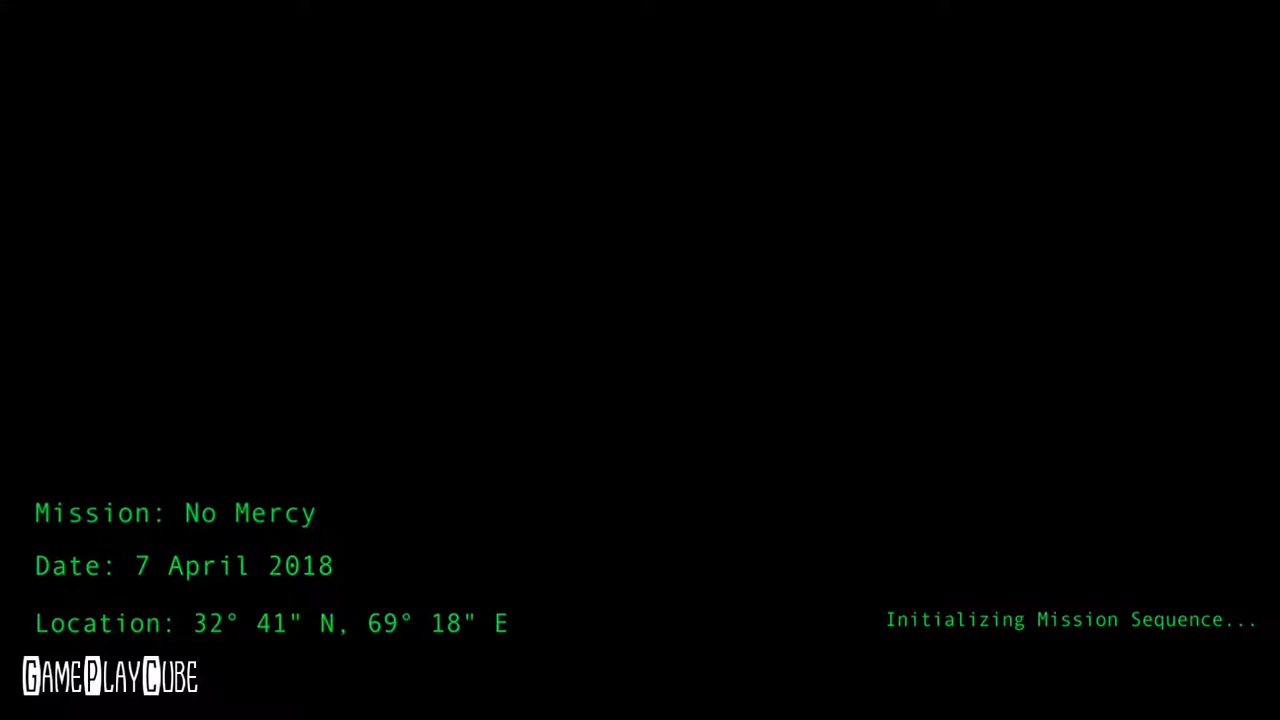 Mission: No Mercy
Date: 7 April 2018
Location: 32° 41" N, 69° 18" E
Initializing Mission Sequence...
GAMEPLAYCUBE